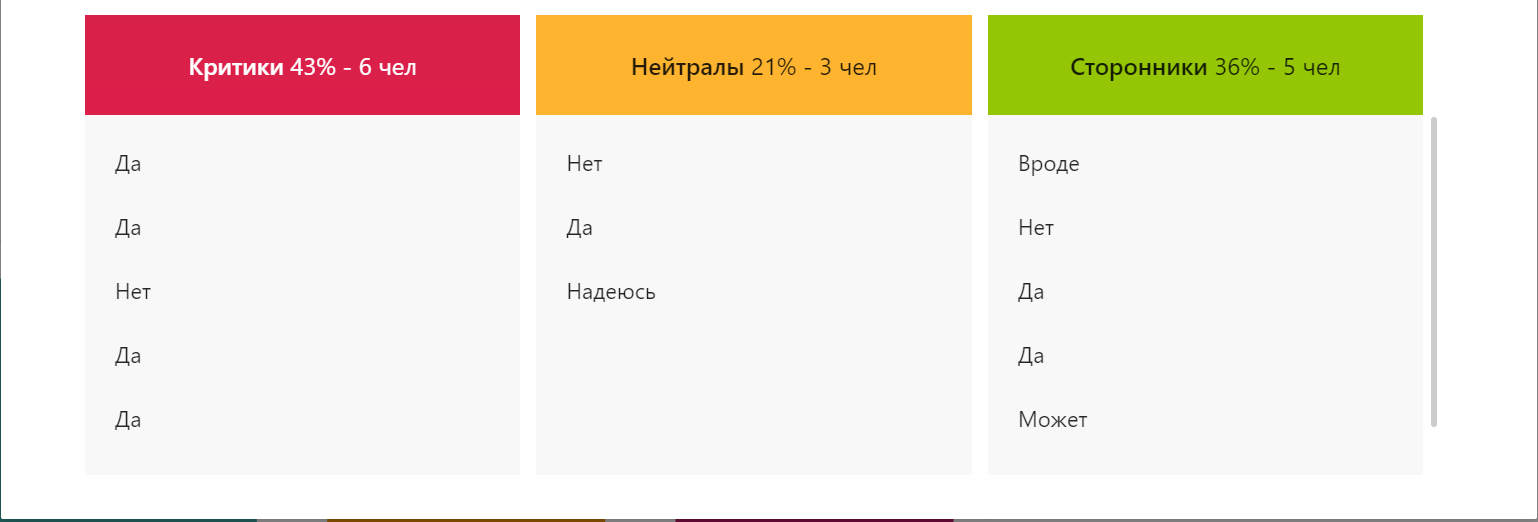 Критики 43% - 6 чел
Да
Да
Нет
Да
Да
Нейтралы 21% - 3 чел
Нет
Да
Надеюсь
Сторонники 36% - 5 чел
Вроде
Нет
Да
Да
Может